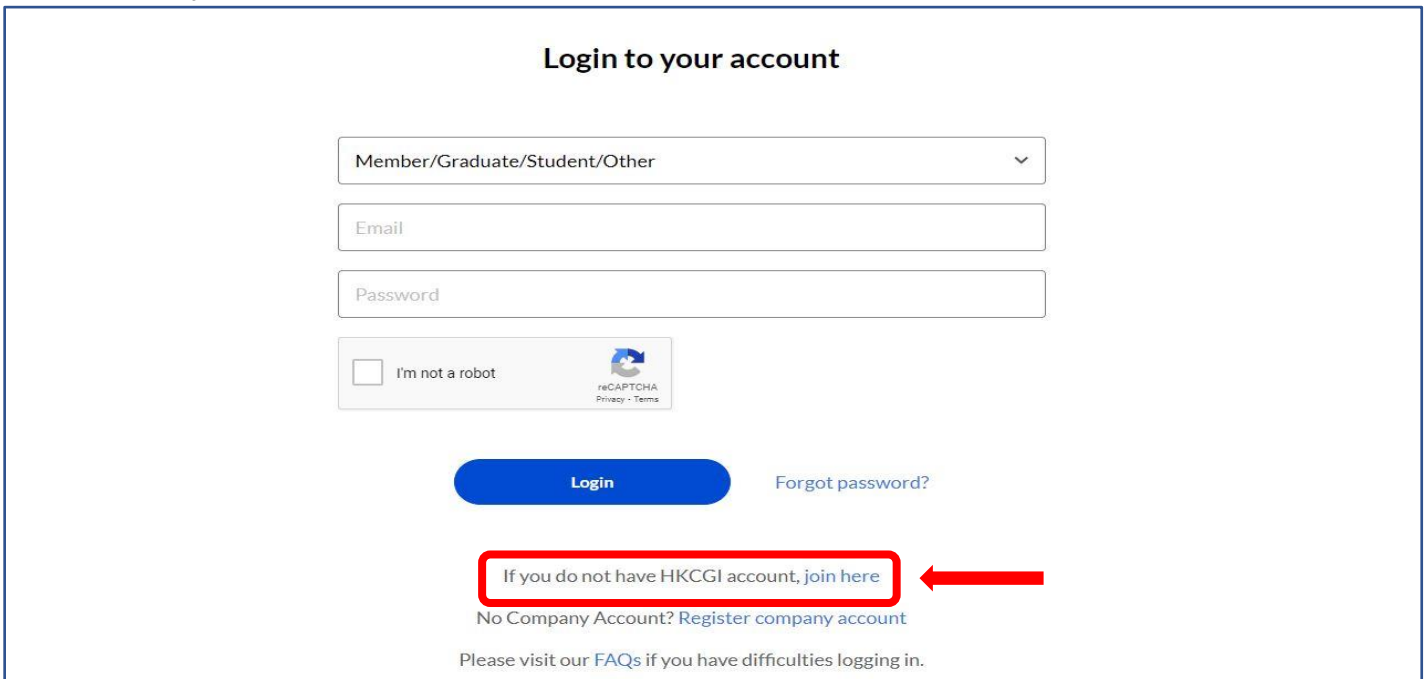 Login to your account
Member/Graduate/Student/Other
Email
Password
I'm not a robot
reCAPTCHA
Privacy - Terms
Login
Forgot password?
If you do not have HKCGI account, join here
No Company Account? Register company account
Please visit our FAQs if you have difficulties logging in.